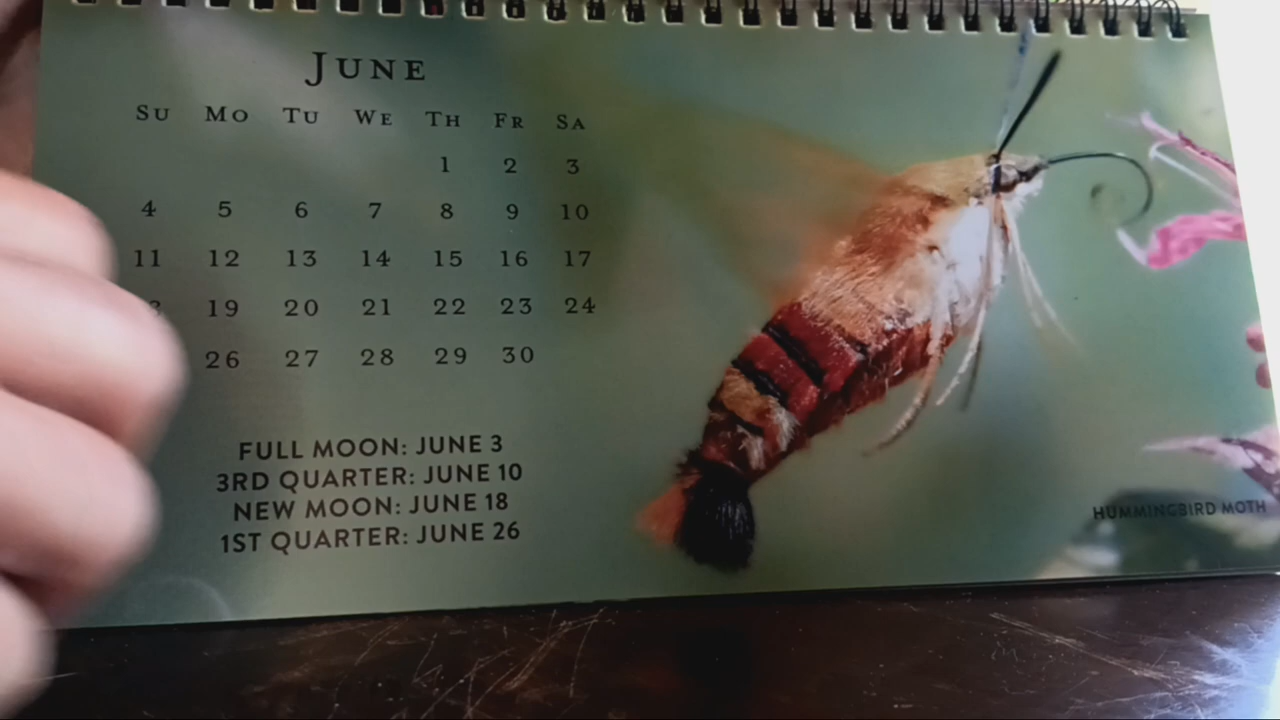 JUNE
SU MO TU WE TH FR SA
1 2 3
4 5 6 7 8 9 10
11 12 13 14 15 16 17
19 20 21 22 23 24
26 27 28 29 30
FULL MOON: JUNE 3
3RD QUARTER: JUNE 10
NEW MOON: JUNE 18
1ST QUARTER: JUNE 26
HUMMINGBIRD MOTH